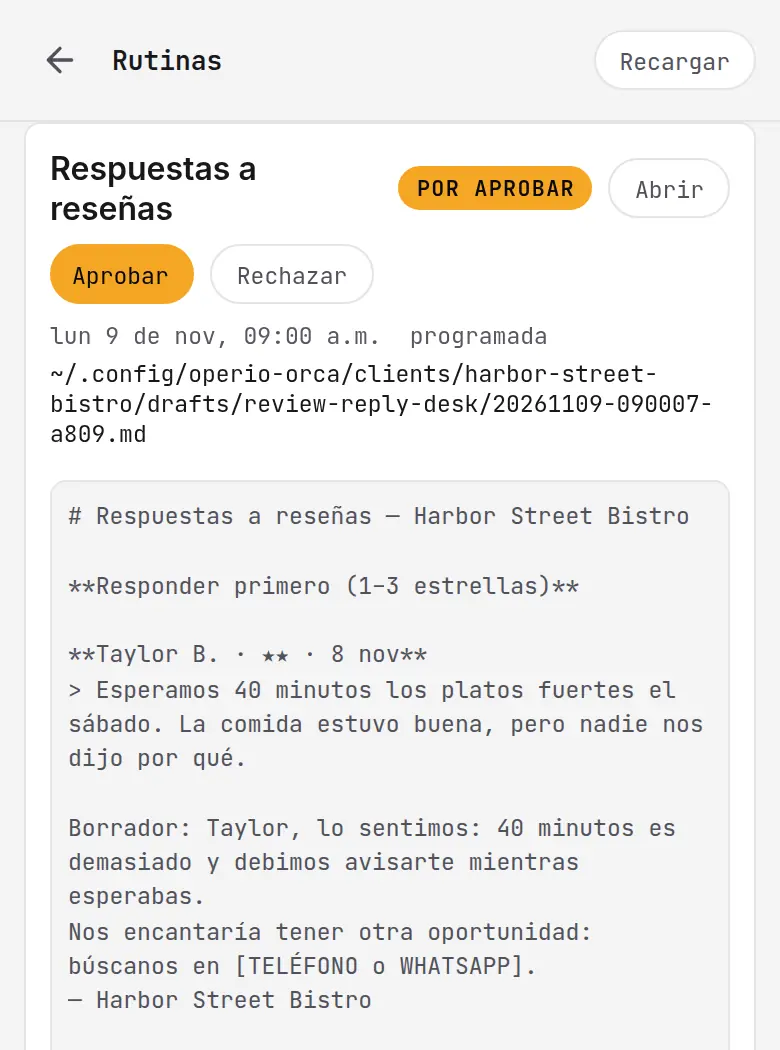 Rutinas
Recargar
Respuestas a
reseñas
POR APROBAR
Abrir
Aprobar
Rechazar
lun 9 de nov, 09:00 a.m. programada
~/.config/operio-orca/clients/harbor-street-
bistro/drafts/review-reply-desk/20261109-090007-
a809.md
# Respuestas a reseñas — Harbor Street Bistro
**Responder primero (1–3 estrellas)**
**Taylor B. · ★★ · 8 nov**
> Esperamos 40 minutos los platos fuertes el
sábado. La comida estuvo buena, pero nadie nos
dijo por qué.
Borrador: Taylor, lo sentimos: 40 minutos es
demasiado y debimos avisarte mientras
esperabas.
Nos encantaría tener otra oportunidad:
búscanos en [TELÉFONO o WHATSAPP].
— Harbor Street Bistro